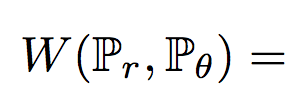 W(ℙ_r, ℙ_θ) =